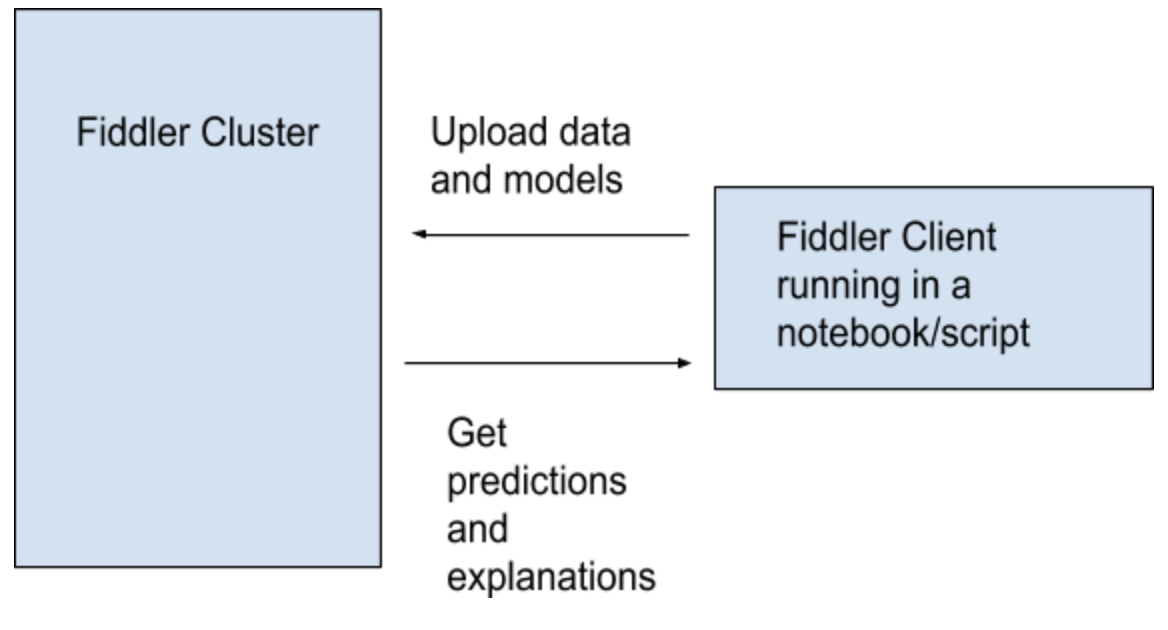 Fiddler Cluster
Upload data
and models
Fiddler Client
running in a
notebook/script
Get
predictions
and
explanations